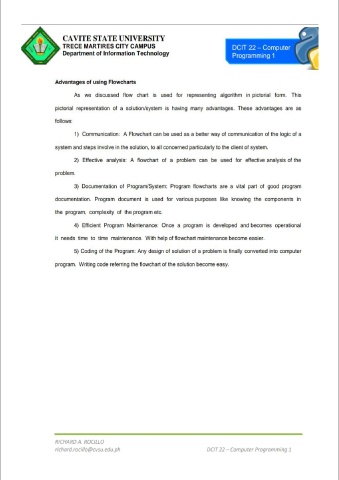 CAVITE STATE UNIVERSITY
TRECE MARTIRES CITY CAMPUS
Department of Information Technology
DCIT 22 – Computer
Programming 1
Advantages of using Flowcharts
As we discussed flow chart is used for representing algorithm in pictorial form. This
pictorial representation of a solution/system is having many advantages. These advantages are as
follows:
1) Communication: A Flowchart can be used as a better way of communication of the logic of a
system and steps involve in the solution, to all concerned particularly to the client of system.
2) Effective analysis: A flowchart of a problem can be used for effective analysis of the
problem.
3) Documentation of Program/System: Program flowcharts are a vital part of good program
documentation. Program document is used for various purposes like knowing the components in
the program, complexity of the program etc.
4) Efficient Program Maintenance: Once a program is developed and becomes operational
it needs time to time maintenance. With help of flowchart maintenance become easier.
5) Coding of the Program: Any design of solution of a problem is finally converted into computer
program. Writing code referring the flowchart of the solution become easy.
RICHARD A. ROCILLO
richard.rocillo@cvsu.edu.ph
DCIT 22 – Computer Programming 1